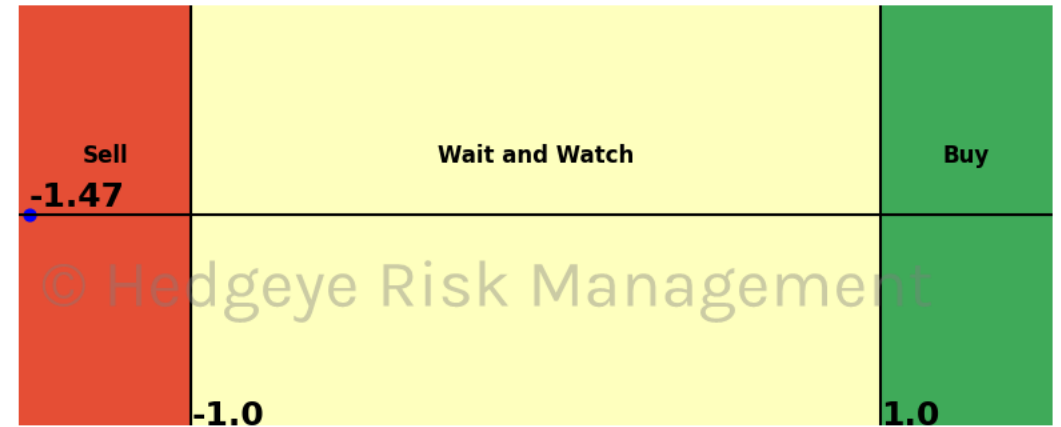 Sell
Wait and Watch
Buy
-1.47
© Hedgeye Risk Management
-1.0
1.0